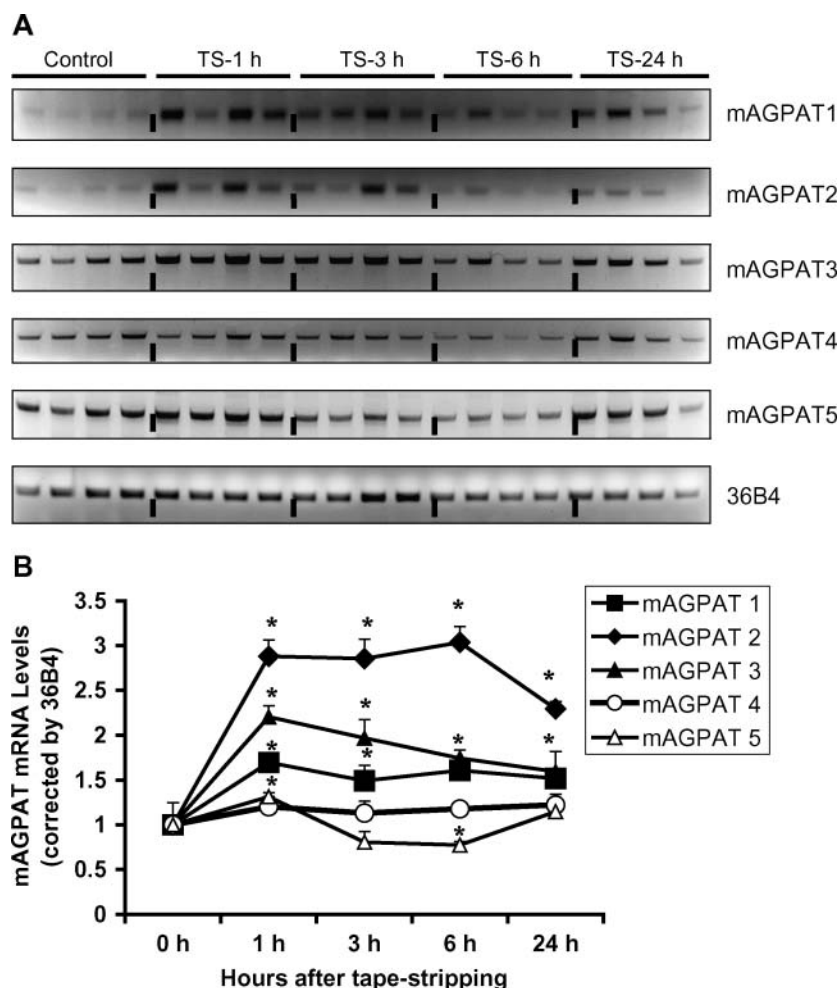 A
Control TS-1 h TS-3 h TS-6 h TS-24 h
mAGPAT1
mAGPAT2
mAGPAT3
mAGPAT4
mAGPAT5
36B4
B
mAGPAT mRNA Levels
(corrected by 36B4)
3.5
3
2.5
2
1.5
1
0.5
0
* * * *
* * * *
* *
* *
0 h 1 h 3 h 6 h 24 h
Hours after tape-stripping
mAGPAT 1
mAGPAT 2
mAGPAT 3
mAGPAT 4
mAGPAT 5